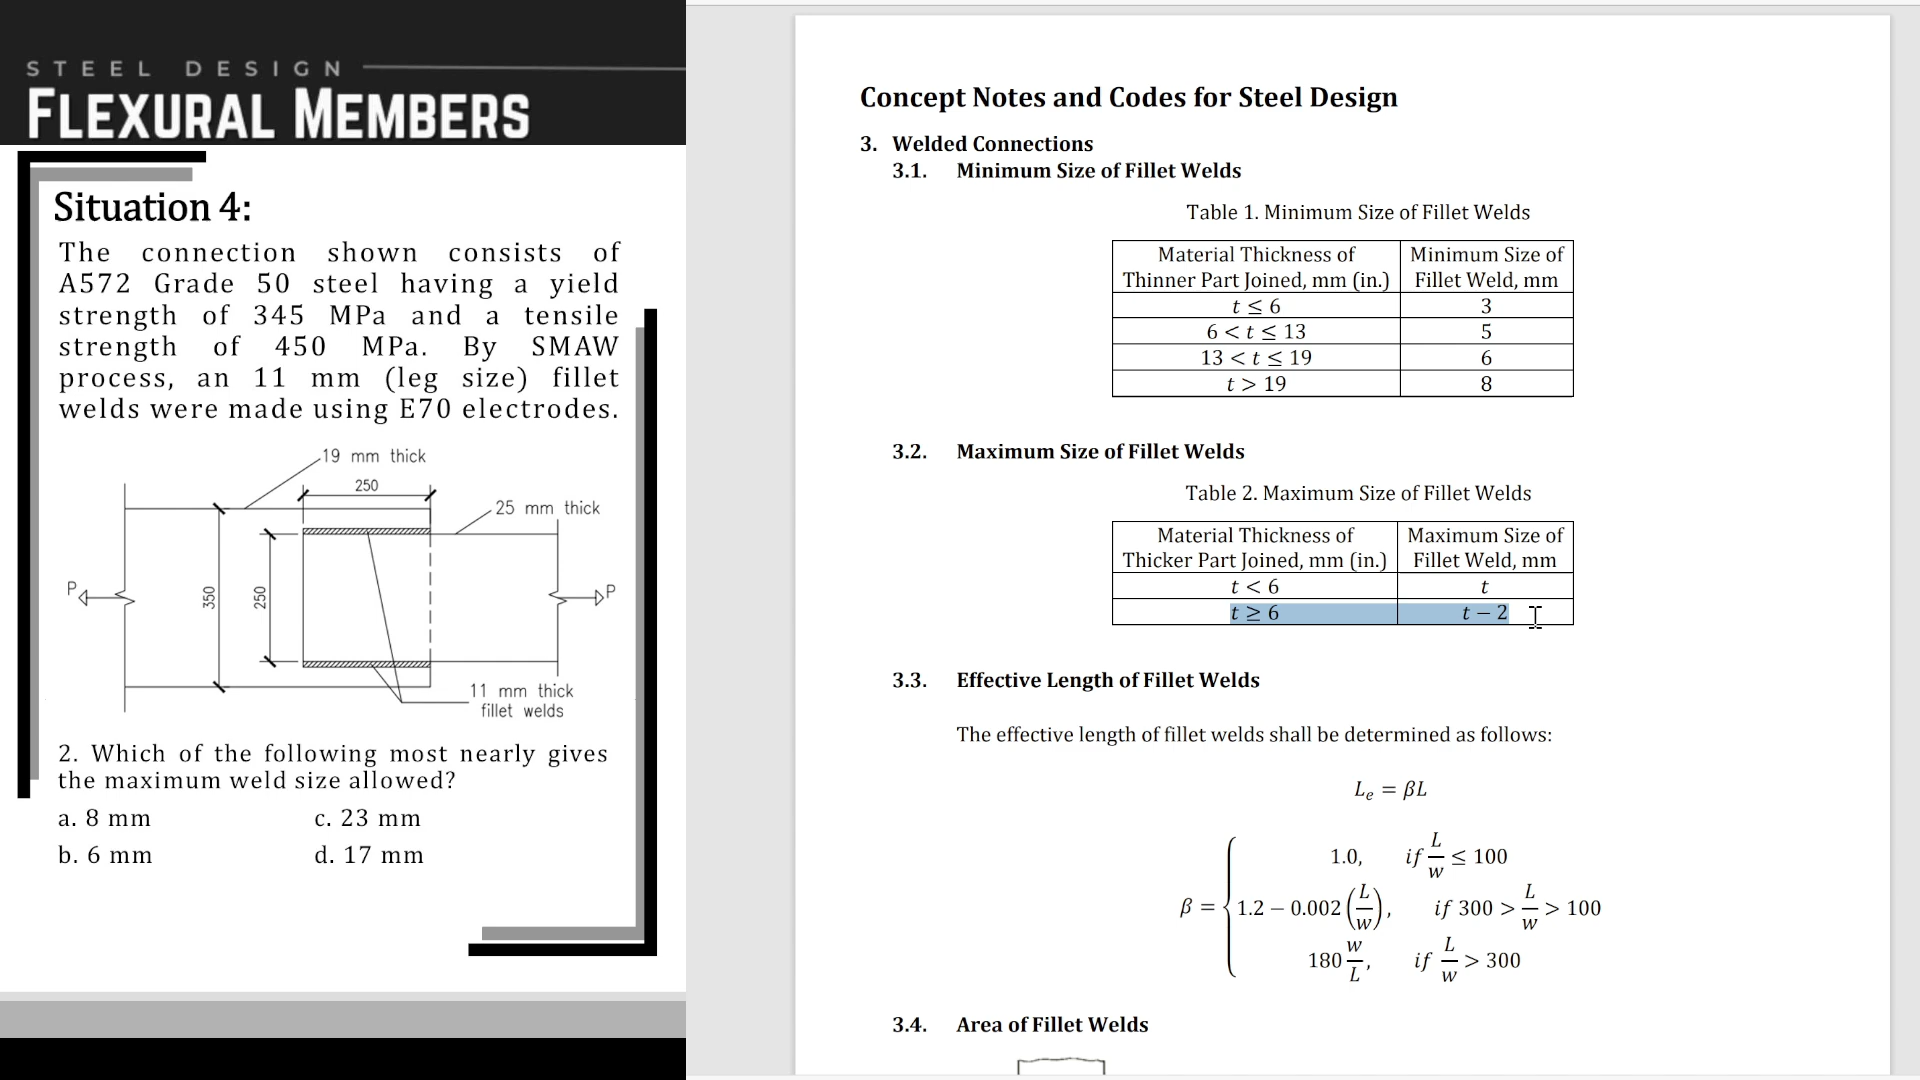 STEEL DESIGN
FLEXURAL MEMBERS
Situation 4:
The connection shown consists of
A572 Grade 50 steel having a yield
strength of 345 MPa and a tensile
strength of 450 MPa. By SMAW
process, an 11 mm (leg size) fillet
welds were made using E70 electrodes.
19 mm thick
250
25 mm thick
P
350
250
P
11 mm thick
fillet welds
2. Which of the following most nearly gives
the maximum weld size allowed?
a. 8 mm
c. 23 mm
b. 6 mm
d. 17 mm
Concept Notes and Codes for Steel Design
3. Welded Connections
3.1. Minimum Size of Fillet Welds
Table 1. Minimum Size of Fillet Welds
Material Thickness of
Thinner Part Joined, mm (in.)
Minimum Size of
Fillet Weld, mm
t ≤ 6
3
6 < t ≤ 13
5
13 < t ≤ 19
6
t > 19
8
3.2. Maximum Size of Fillet Welds
Table 2. Maximum Size of Fillet Welds
Material Thickness of
Thicker Part Joined, mm (in.)
Maximum Size of
Fillet Weld, mm
t < 6
t
t ≥ 6
t − 2
3.3. Effective Length of Fillet Welds
The effective length of fillet welds shall be determined as follows:
Le = βL
β = { 1.0, if L/w ≤ 100
1.2 − 0.002 (L/w), if 300 > L/w > 100
180 w/L, if L/w > 300
3.4. Area of Fillet Welds